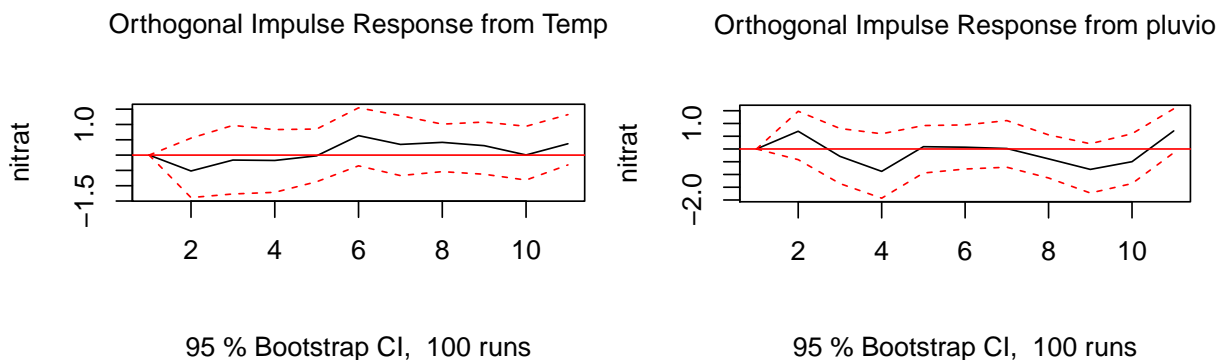 Orthogonal Impulse Response from Temp
nitrat
−1.5 1.0
2 4 6 8 10
95 % Bootstrap CI, 100 runs
Orthogonal Impulse Response from pluvio
nitrat
−2.0 1.0
2 4 6 8 10
95 % Bootstrap CI, 100 runs